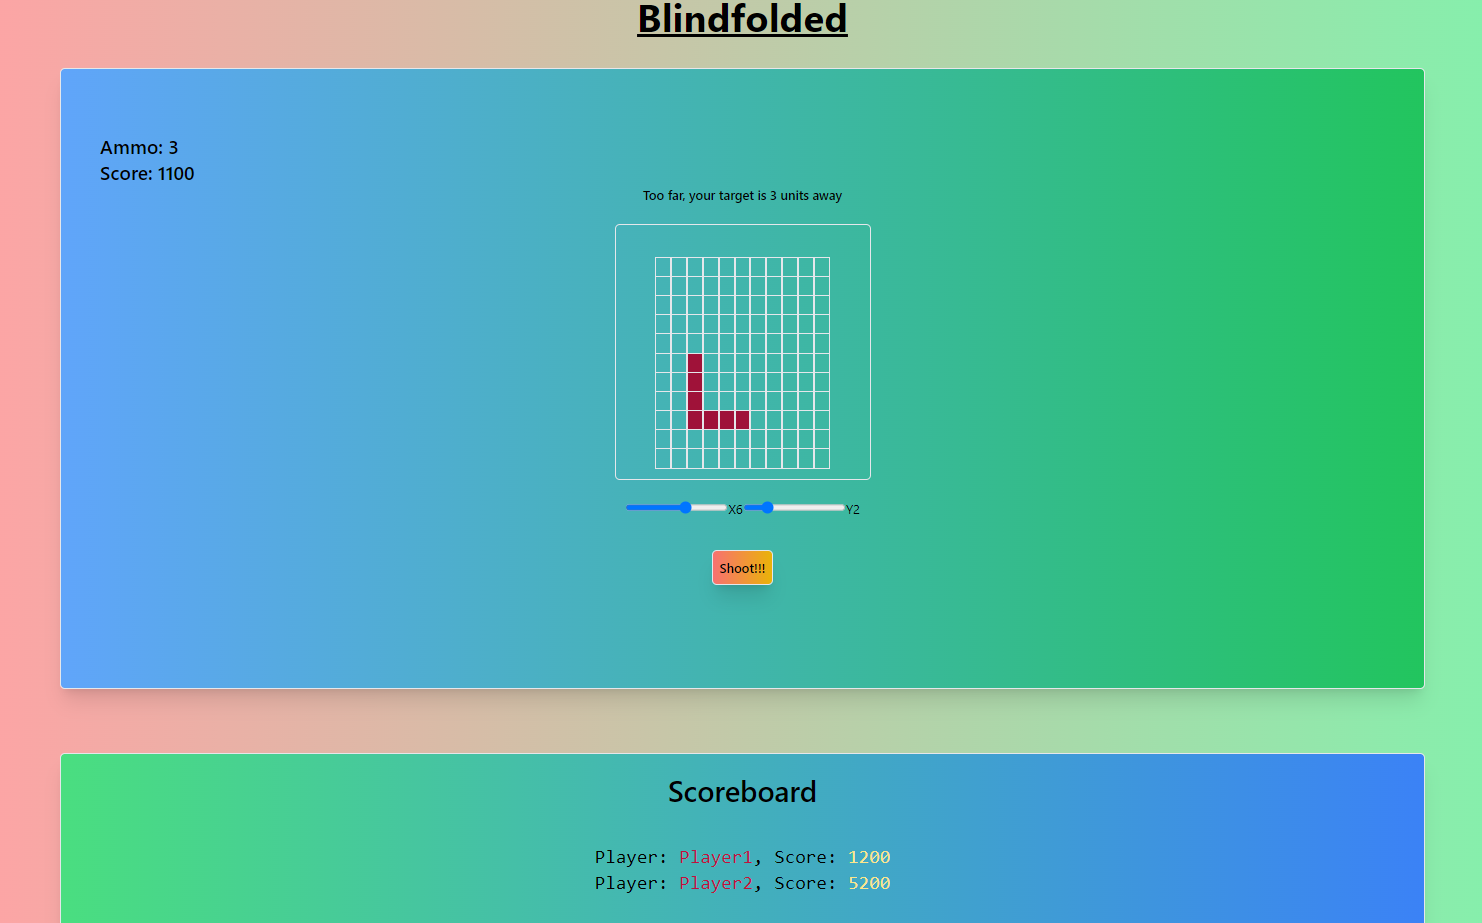 Blindfolded
Ammo: 3
Score: 1100
Too far, your target is 3 units away
X6 Y2
Shoot!!!
Scoreboard
Player: Player1, Score: 1200
Player: Player2, Score: 5200